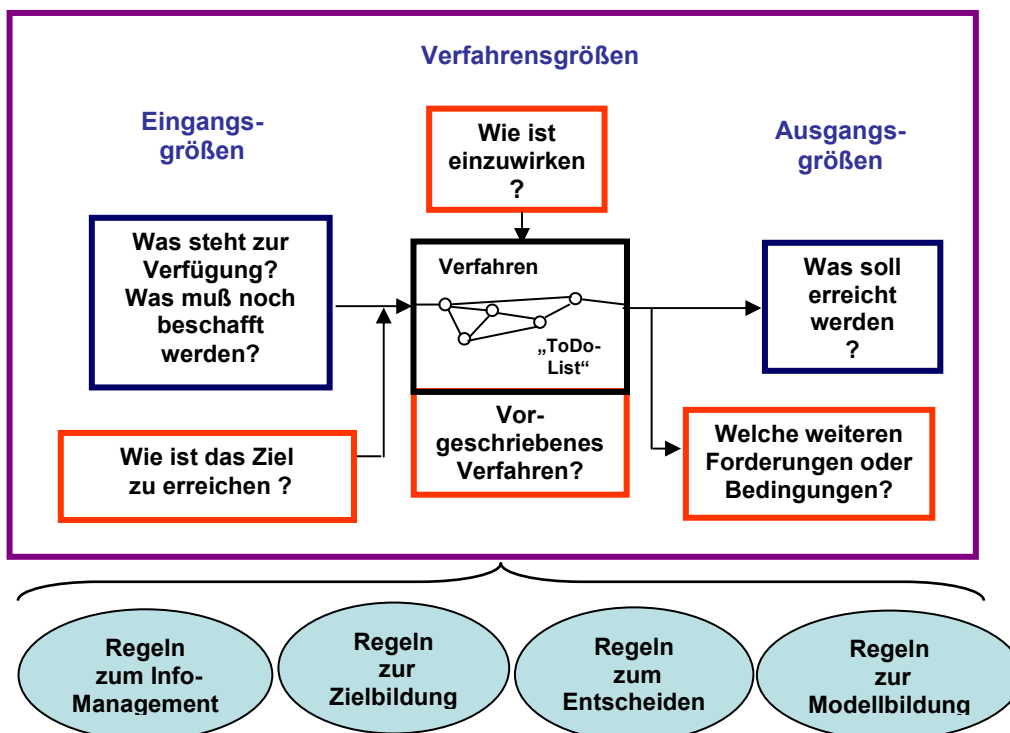 Verfahrensgrößen
Eingangs-
größen
Ausgangs-
größen
Wie ist
einzuwirken
?
Was steht zur
Verfügung?
Was muß noch
beschafft
werden?
Verfahren
„ToDo-
List“
Was soll
erreicht
werden
?
Wie ist das Ziel
zu erreichen ?
Vor-
geschriebenes
Verfahren?
Welche weiteren
Forderungen oder
Bedingungen?
Regeln
zum Info-
Management
Regeln
zur
Zielbildung
Regeln
zum
Entscheiden
Regeln
zur
Modellbildung